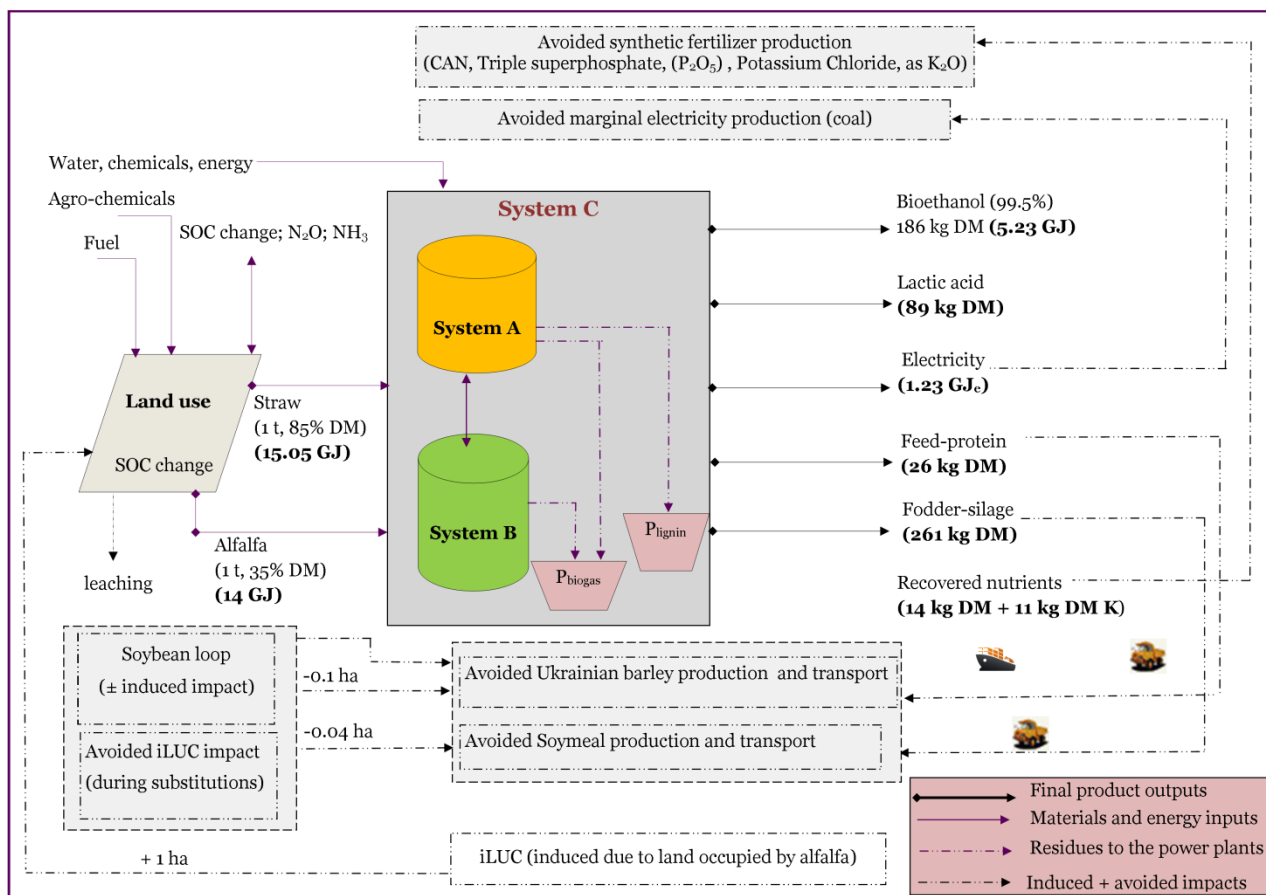 Avoided synthetic fertilizer production
(CAN, Triple superphosphate, (P₂O₅) , Potassium Chloride, as K₂O)
Avoided marginal electricity production (coal)
Water, chemicals, energy
Agro-chemicals
Fuel
SOC change; N₂O; NH₃
System C
System A
System B
P_biogas
P_lignin
Land use
SOC change
Straw
(1 t, 85% DM)
(15.05 GJ)
Alfalfa
(1 t, 35% DM)
(14 GJ)
leaching
Bioethanol (99.5%)
186 kg DM (5.23 GJ)
Lactic acid
(89 kg DM)
Electricity
(1.23 GJₑ)
Feed-protein
(26 kg DM)
Fodder-silage
(261 kg DM)
Recovered nutrients
(14 kg DM + 11 kg DM K)
Soybean loop
(± induced impact)
Avoided iLUC impact
(during substitutions)
-0.1 ha
-0.04 ha
Avoided Ukrainian barley production and transport
Avoided Soymeal production and transport
+ 1 ha
iLUC (induced due to land occupied by alfalfa)
Final product outputs
Materials and energy inputs
Residues to the power plants
Induced + avoided impacts